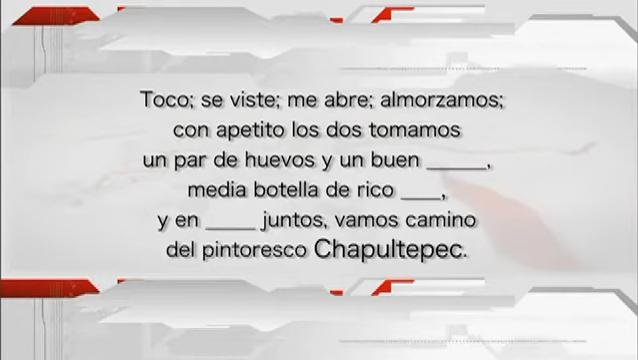 Toco; se viste; me abre; almorzamos;
con apetito los dos tomamos
un par de huevos y un buen _____,
media botella de rico ____,
y en _____ juntos, vamos camino
del pintoresco Chapultepec.